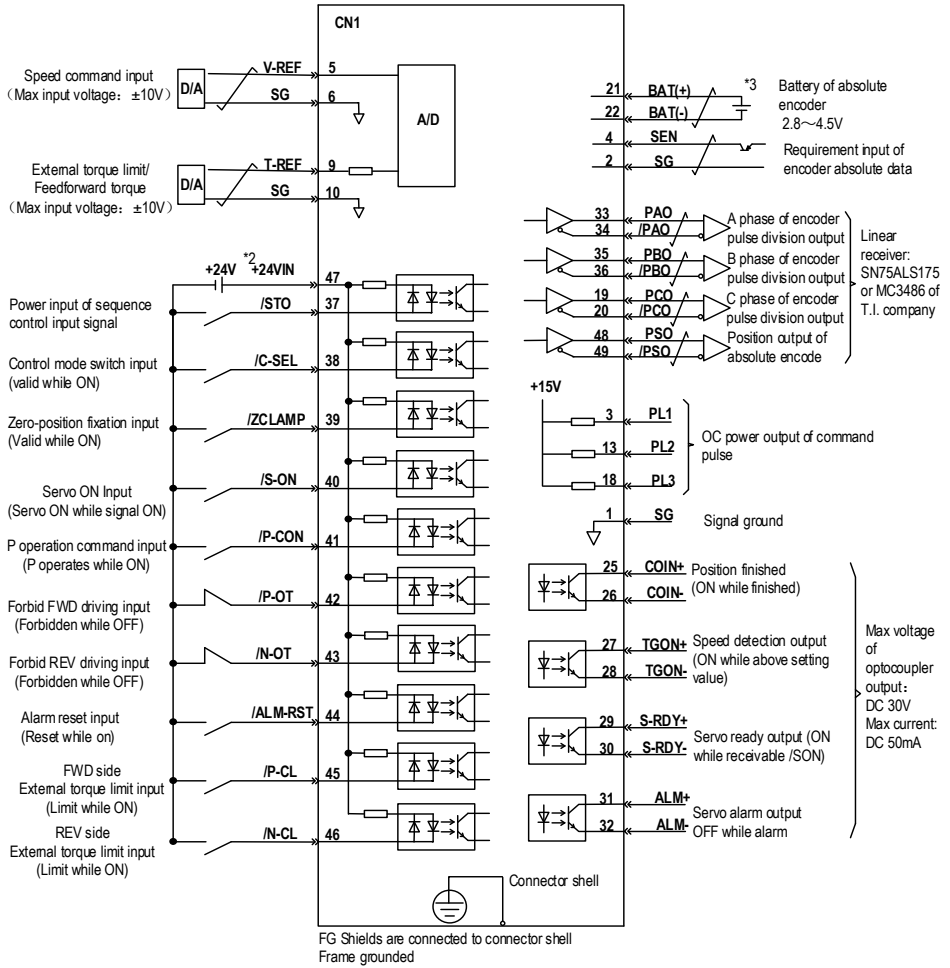 CN1
Speed command input
（Max input voltage： ±10V）
D/A
V-REF
5
SG
6
A/D
External torque limit/
Feedforward torque
（Max input voltage： ±10V）
D/A
T-REF
9
SG
10
+24V
*2
+24VIN
47
Power input of sequence
control input signal
/STO
37
Control mode switch input
(valid while ON)
/C-SEL
38
Zero-position fixation input
(Valid while ON)
/ZCLAMP
39
Servo ON Input
(Servo ON while signal ON)
/S-ON
40
P operation command input
(P operates while ON)
/P-CON
41
Forbid FWD driving input
(Forbidden while OFF)
/P-OT
42
Forbid REV driving input
(Forbidden while OFF)
/N-OT
43
Alarm reset input
(Reset while on)
/ALM-RST
44
FWD side
External torque limit input
(Limit while ON)
/P-CL
45
REV side
External torque limit input
(Limit while ON)
/N-CL
46
21
BAT(+)
22
BAT(-)
*3
Battery of absolute
encoder
2.8～4.5V
4
SEN
2
SG
Requirement input of
encoder absolute data
33
PAO
34
/PAO
A phase of encoder
pulse division output
35
PBO
36
/PBO
B phase of encoder
pulse division output
19
PCO
20
/PCO
C phase of encoder
pulse division output
48
PSO
49
/PSO
Position output of
absolute encode
Linear
receiver:
SN75ALS175
or MC3486 of
T.I. company
+15V
3
PL1
13
PL2
18
PL3
OC power output of command
pulse
1
SG
Signal ground
25
COIN+
26
COIN-
Position finished
(ON while finished)
27
TGON+
28
TGON-
Speed detection output
(ON while above setting
value)
29
S-RDY+
30
S-RDY-
Servo ready output (ON
while receivable /SON)
31
ALM+
32
ALM-
Servo alarm output
OFF while alarm
Max voltage
of
optocoupler
output：
DC 30V
Max current:
DC 50mA
Connector shell
FG Shields are connected to connector shell
Frame grounded